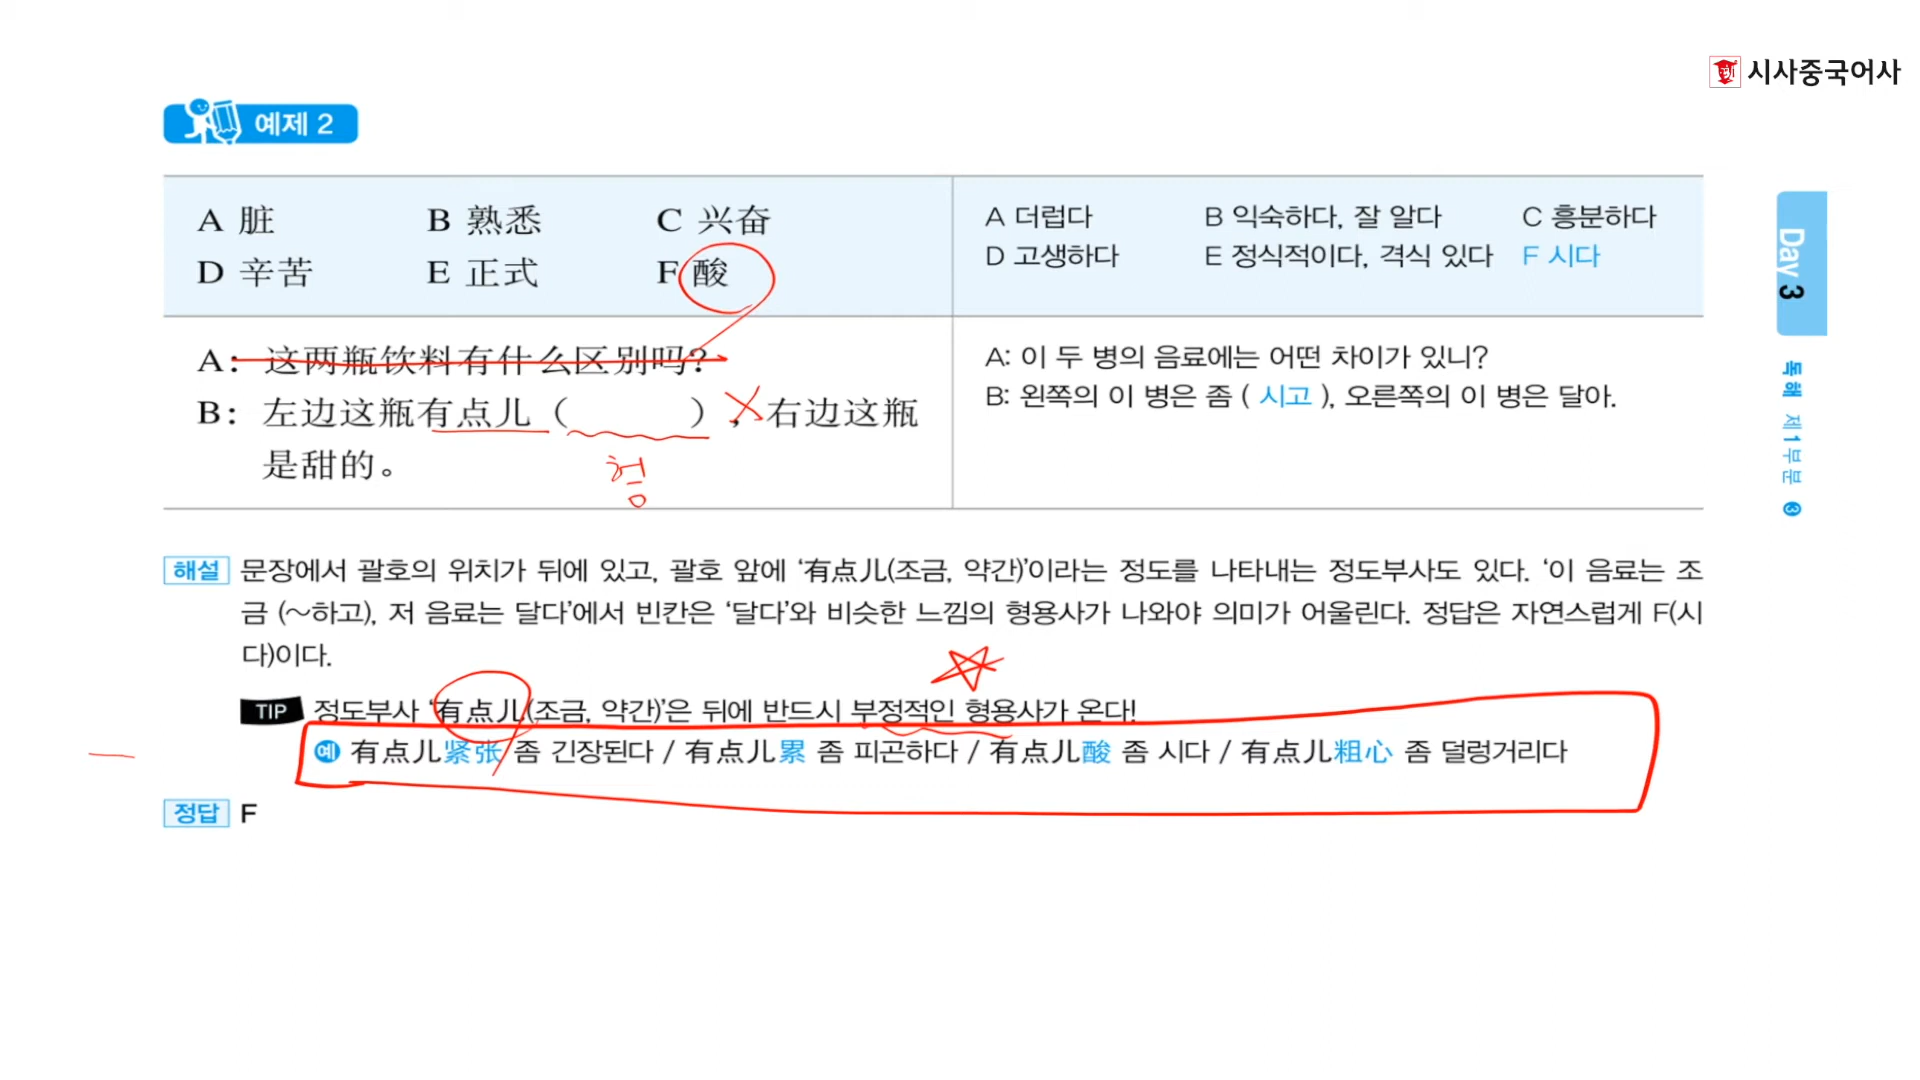 시사중국어사
예제 2
A 脏 B 熟悉 C 兴奋
D 辛苦 E 正式 F 酸
A 더럽다 B 익숙하다, 잘 알다 C 흥분하다
D 고생하다 E 정식적이다, 격식 있다 F 시다
A: 这两瓶饮料有什么区别吗?
B: 左边这瓶有点儿 ( ) , 右边这瓶
是甜的。
형
A: 이 두 병의 음료에는 어떤 차이가 있니?
B: 왼쪽의 이 병은 좀 ( 시고 ), 오른쪽의 이 병은 달아.
해설 문장에서 괄호의 위치가 뒤에 있고, 괄호 앞에 ‘有点儿(조금, 약간)’이라는 정도를 나타내는 정도부사도 있다. ‘이 음료는 조
금 (~하고), 저 음료는 달다’에서 빈칸은 ‘달다’와 비슷한 느낌의 형용사가 나와야 의미가 어울린다. 정답은 자연스럽게 F(시
다)이다.
TIP 정도부사 ‘有点儿(조금, 약간)’은 뒤에 반드시 부정적인 형용사가 온다!
예 有点儿紧张 좀 긴장된다 / 有点儿累 좀 피곤하다 / 有点儿酸 좀 시다 / 有点儿粗心 좀 덜렁거리다
정답 F
Day 3
독해 제1부분 3